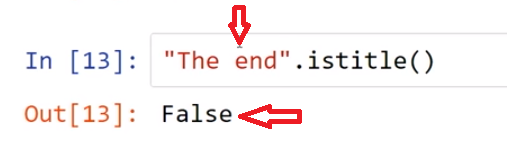 In [13]: "The end".istitle()
Out[13]: False